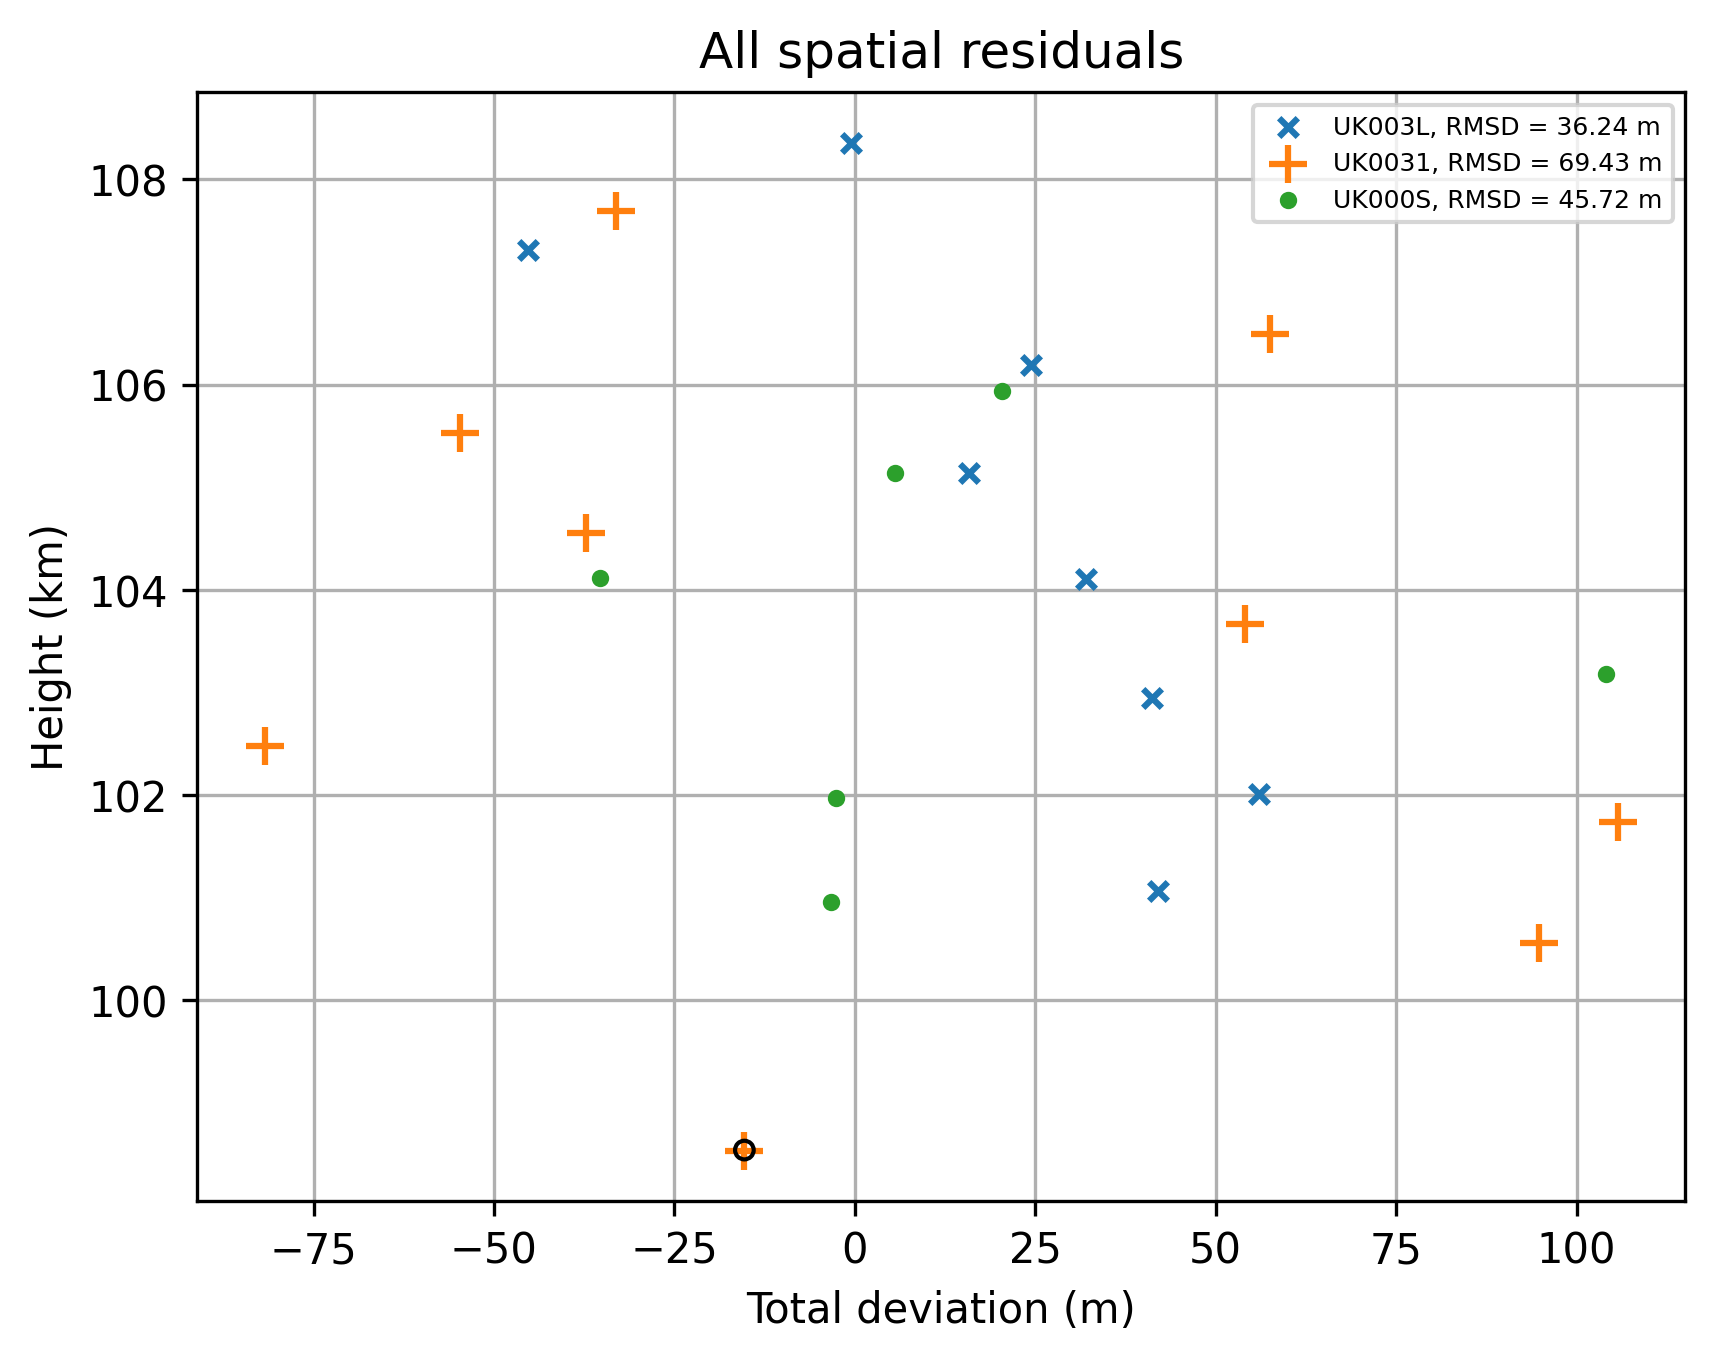 All spatial residuals
UK003L, RMSD = 36.24 m
UK0031, RMSD = 69.43 m
UK000S, RMSD = 45.72 m
Height (km)
108
106
104
102
100
−75 −50 −25 0 25 50 75 100
Total deviation (m)